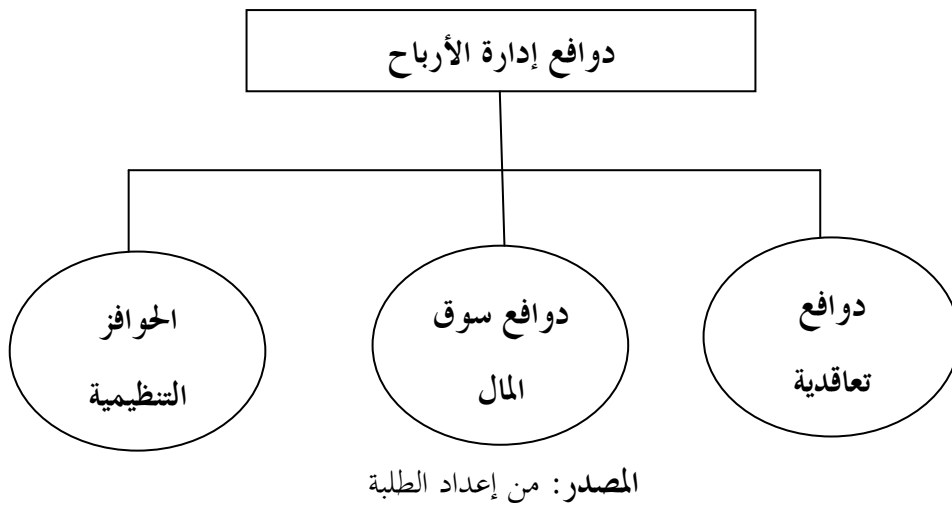 دوافع إدارة الأرباح
دوافع
تعاقدية
دوافع سوق
المال
الحوافز
التنظيمية
المصدر: من إعداد الطلبة